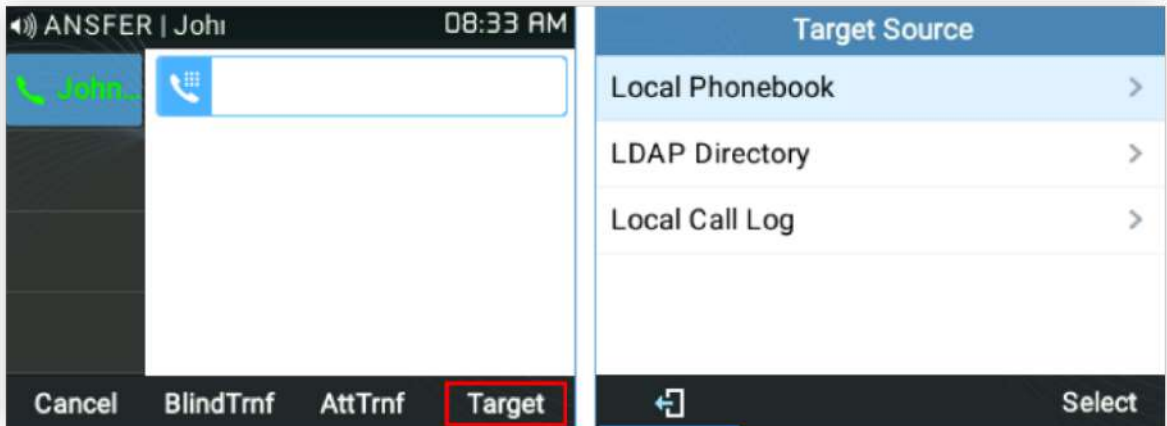 ANSFER | Johı
08:33 AM
John...
Cancel
BlindTrnf
AttTrnf
Target
Target Source
Local Phonebook
LDAP Directory
Local Call Log
Select